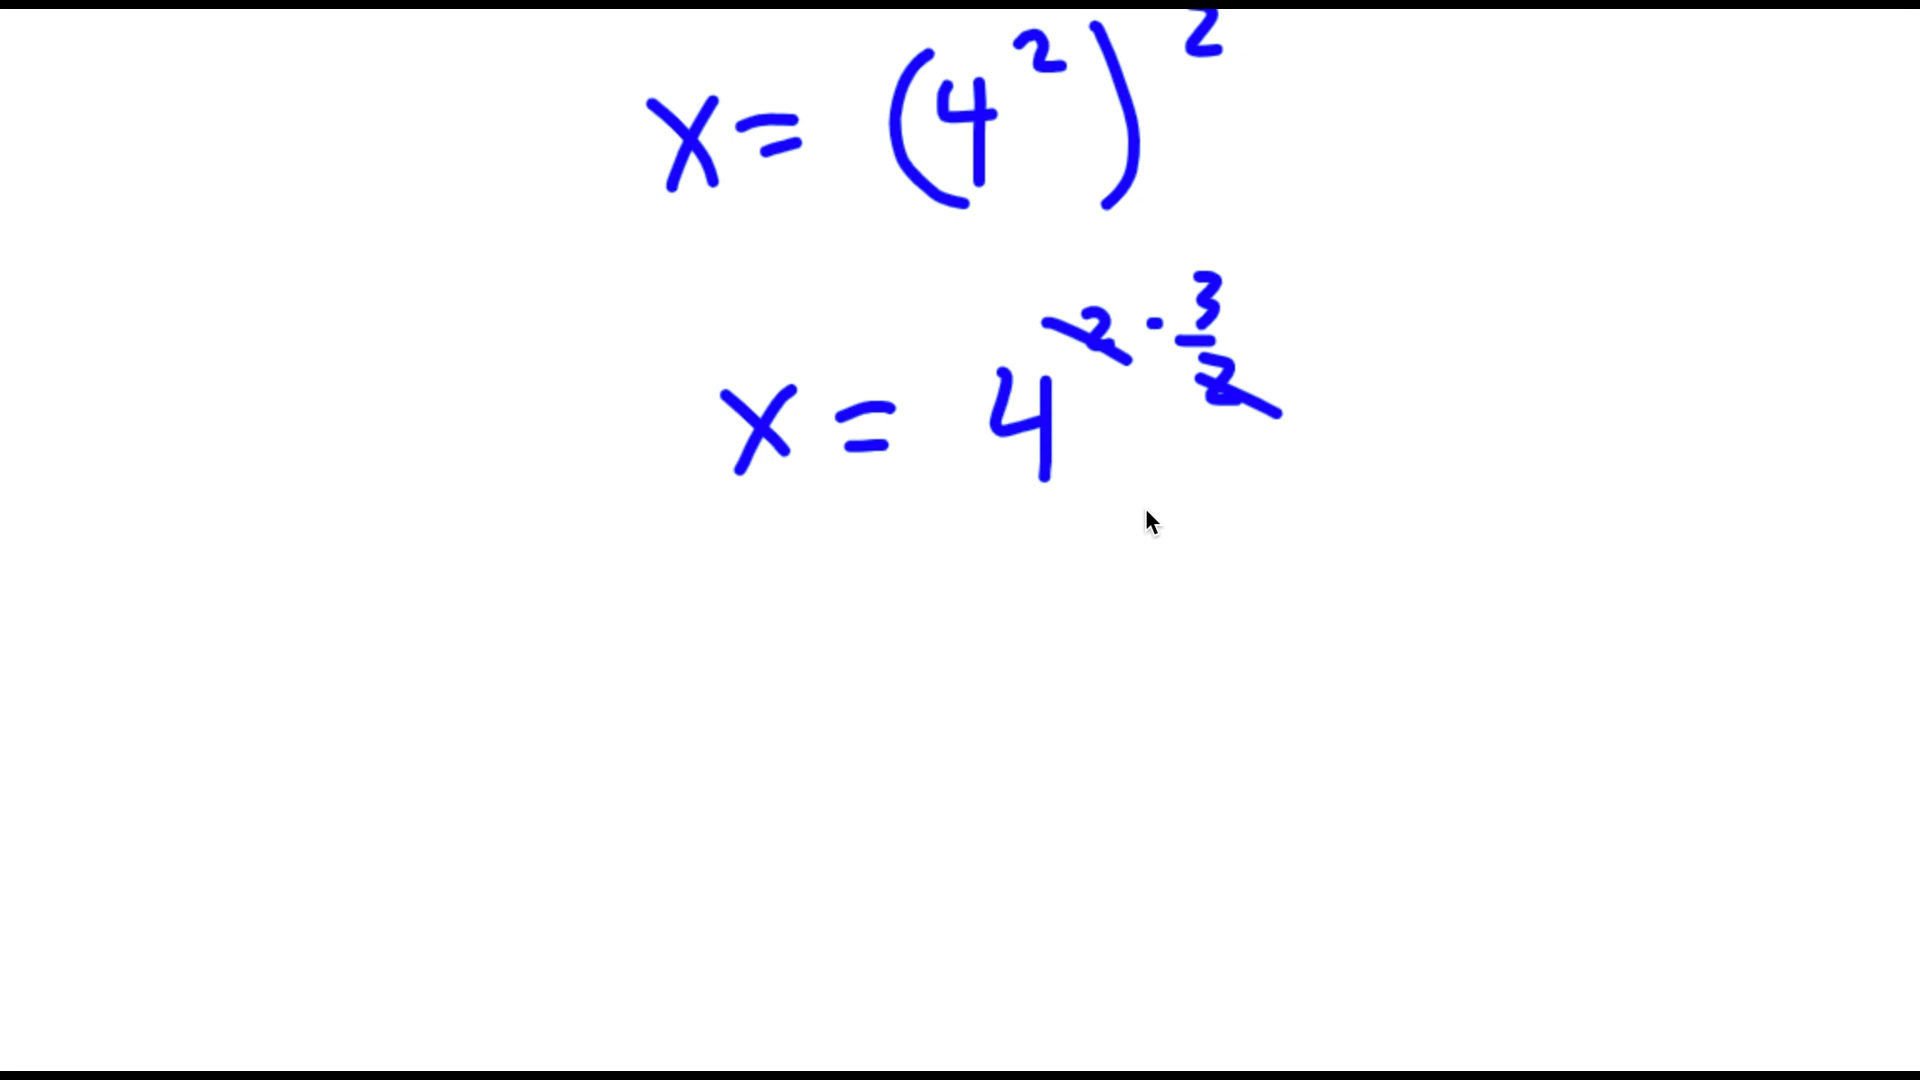 x = (4²)²
x = 4^(2 · 3/2)